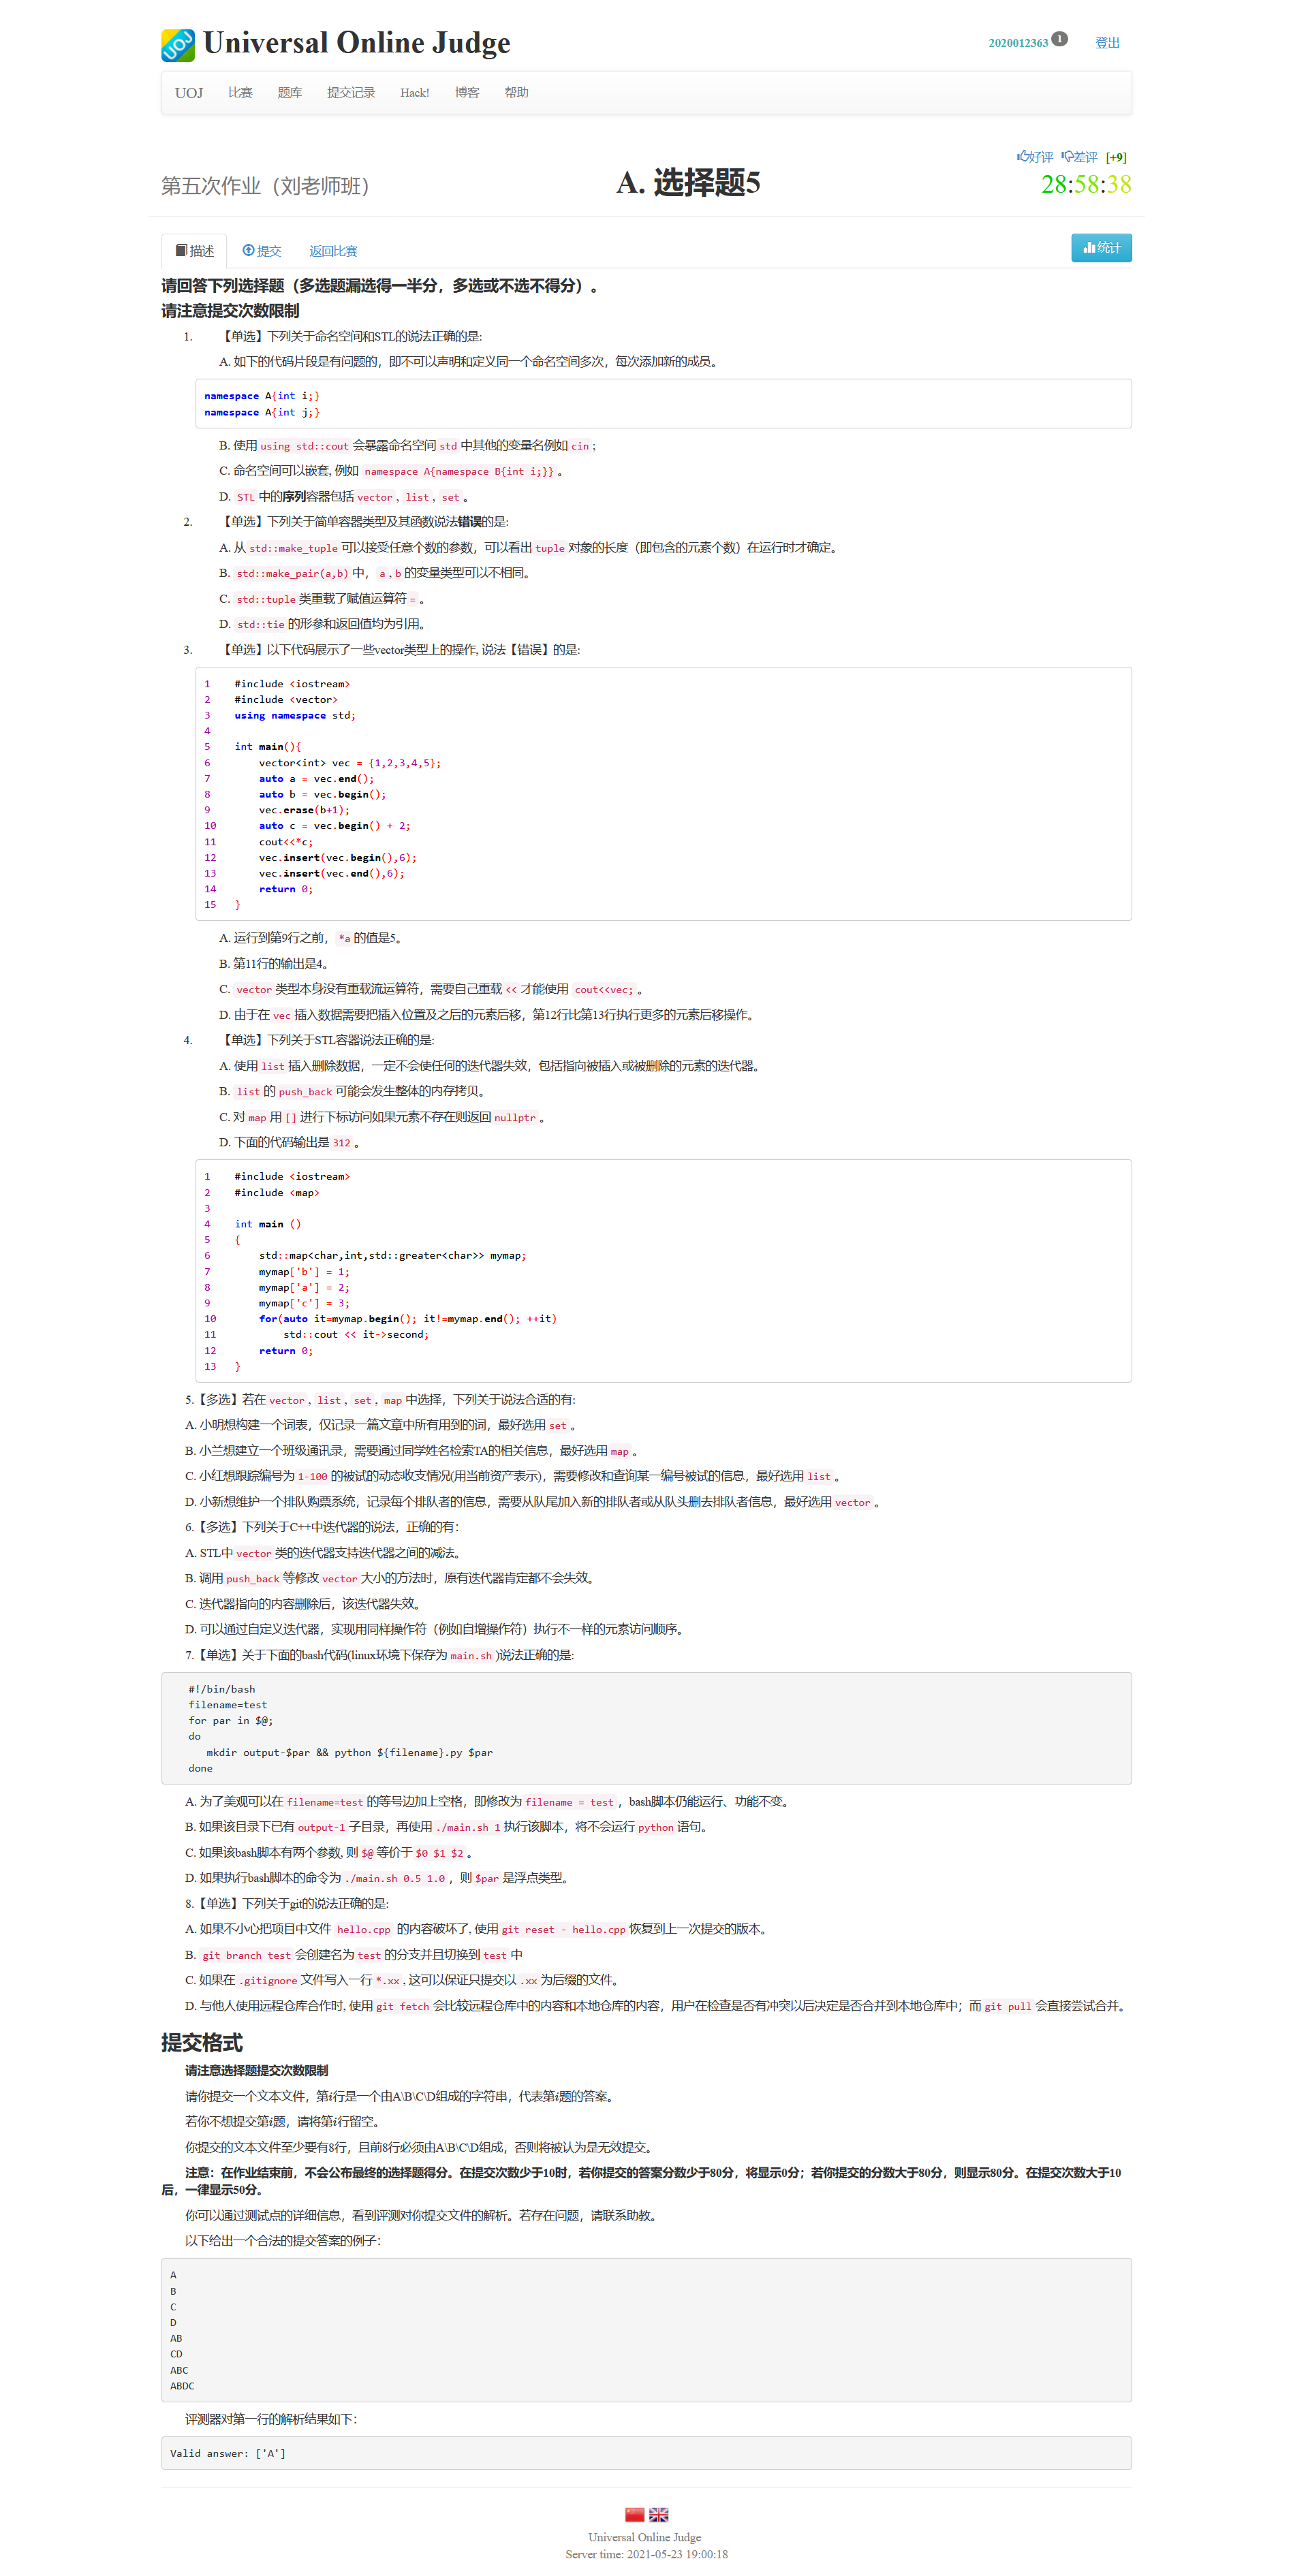 UOJ Universal Online Judge
2020012363 1 登出
UOJ 比赛 题库 提交记录 Hack! 博客 帮助
好评 差评 [+9]
第五次作业（刘老师班） A. 选择题5 28:58:38
描述 提交 返回比赛 统计
请回答下列选择题（多选题漏选得一半分，多选或不选不得分）。
请注意提交次数限制
1. 【单选】下列关于命名空间和STL的说法正确的是:
A. 如下的代码片段是有问题的，即不可以声明和定义同一个命名空间多次，每次添加新的成员。
namespace A{int i;}
namespace A{int j;}
B. 使用 using std::cout 会暴露命名空间 std 中其他的变量名例如 cin ;
C. 命名空间可以嵌套, 例如 namespace A{namespace B{int i;}} 。
D. STL 中的序列容器包括 vector , list , set 。
2. 【单选】下列关于简单容器类型及其函数说法错误的是:
A. 从 std::make_tuple 可以接受任意个数的参数，可以看出 tuple 对象的长度（即包含的元素个数）在运行时才确定。
B. std::make_pair(a,b) 中， a , b 的变量类型可以不相同。
C. std::tuple 类重载了赋值运算符 = 。
D. std::tie 的形参和返回值均为引用。
3. 【单选】以下代码展示了一些vector类型上的操作, 说法【错误】的是:
1 #include <iostream>
2 #include <vector>
3 using namespace std;
4
5 int main(){
6 vector<int> vec = {1,2,3,4,5};
7 auto a = vec.end();
8 auto b = vec.begin();
9 vec.erase(b+1);
10 auto c = vec.begin() + 2;
11 cout<<*c;
12 vec.insert(vec.begin(),6);
13 vec.insert(vec.end(),6);
14 return 0;
15 }
A. 运行到第9行之前， *a 的值是5。
B. 第11行的输出是4。
C. vector 类型本身没有重载流运算符，需要自己重载 << 才能使用 cout<<vec; 。
D. 由于在 vec 插入数据需要把插入位置及之后的元素后移，第12行比第13行执行更多的元素后移操作。
4. 【单选】下列关于STL容器说法正确的是:
A. 使用 list 插入删除数据，一定不会使任何的迭代器失效，包括指向被插入或被删除的元素的迭代器。
B. list 的 push_back 可能会发生整体的内存拷贝。
C. 对 map 用 [] 进行下标访问如果元素不存在则返回 nullptr 。
D. 下面的代码输出是 312 。
1 #include <iostream>
2 #include <map>
3
4 int main ()
5 {
6 std::map<char,int,std::greater<char>> mymap;
7 mymap['b'] = 1;
8 mymap['a'] = 2;
9 mymap['c'] = 3;
10 for(auto it=mymap.begin(); it!=mymap.end(); ++it)
11 std::cout << it->second;
12 return 0;
13 }
5.【多选】若在 vector , list , set , map 中选择，下列关于说法合适的有:
A. 小明想构建一个词表，仅记录一篇文章中所有用到的词，最好选用 set 。
B. 小兰想建立一个班级通讯录，需要通过同学姓名检索TA的相关信息，最好选用 map 。
C. 小红想跟踪编号为 1-100 的被试的动态收支情况(用当前资产表示)，需要修改和查询某一编号被试的信息，最好选用 list 。
D. 小新想维护一个排队购票系统，记录每个排队者的信息，需要从队尾加入新的排队者或从队头删去排队者信息，最好选用 vector 。
6.【多选】下列关于C++中迭代器的说法，正确的有：
A. STL中 vector 类的迭代器支持迭代器之间的减法。
B. 调用 push_back 等修改 vector 大小的方法时，原有迭代器肯定都不会失效。
C. 迭代器指向的内容删除后，该迭代器失效。
D. 可以通过自定义迭代器，实现用同样操作符（例如自增操作符）执行不一样的元素访问顺序。
7.【单选】关于下面的bash代码(linux环境下保存为 main.sh )说法正确的是:
#!/bin/bash
filename=test
for par in $@;
do
mkdir output-$par && python ${filename}.py $par
done
A. 为了美观可以在 filename=test 的等号边加上空格，即修改为 filename = test ，bash脚本仍能运行、功能不变。
B. 如果该目录下已有 output-1 子目录，再使用 ./main.sh 1 执行该脚本，将不会运行 python 语句。
C. 如果该bash脚本有两个参数, 则 $@ 等价于 $0 $1 $2 。
D. 如果执行bash脚本的命令为 ./main.sh 0.5 1.0 ，则 $par 是浮点类型。
8.【单选】下列关于git的说法正确的是:
A. 如果不小心把项目中文件 hello.cpp 的内容破坏了, 使用 git reset - hello.cpp 恢复到上一次提交的版本。
B. git branch test 会创建名为 test 的分支并且切换到 test 中
C. 如果在 .gitignore 文件写入一行 *.xx , 这可以保证只提交以 .xx 为后缀的文件。
D. 与他人使用远程仓库合作时, 使用 git fetch 会比较远程仓库中的内容和本地仓库的内容，用户在检查是否有冲突以后决定是否合并到本地仓库中；而 git pull 会直接尝试合并。
提交格式
请注意选择题提交次数限制
请你提交一个文本文件，第i行是一个由A\B\C\D组成的字符串，代表第i题的答案。
若你不想提交第i题，请将第i行留空。
你提交的文本文件至少要有8行，且前8行必须由A\B\C\D组成，否则将被认为是无效提交。
注意：在作业结束前，不会公布最终的选择题得分。在提交次数少于10时，若你提交的答案分数少于80分，将显示0分；若你提交的分数大于80分，则显示80分。在提交次数大于10
后，一律显示50分。
你可以通过测试点的详细信息，看到评测对你提交文件的解析。若存在问题，请联系助教。
以下给出一个合法的提交答案的例子：
A
B
C
D
AB
CD
ABC
ABDC
评测器对第一行的解析结果如下：
Valid answer: ['A']
Universal Online Judge
Server time: 2021-05-23 19:00:18